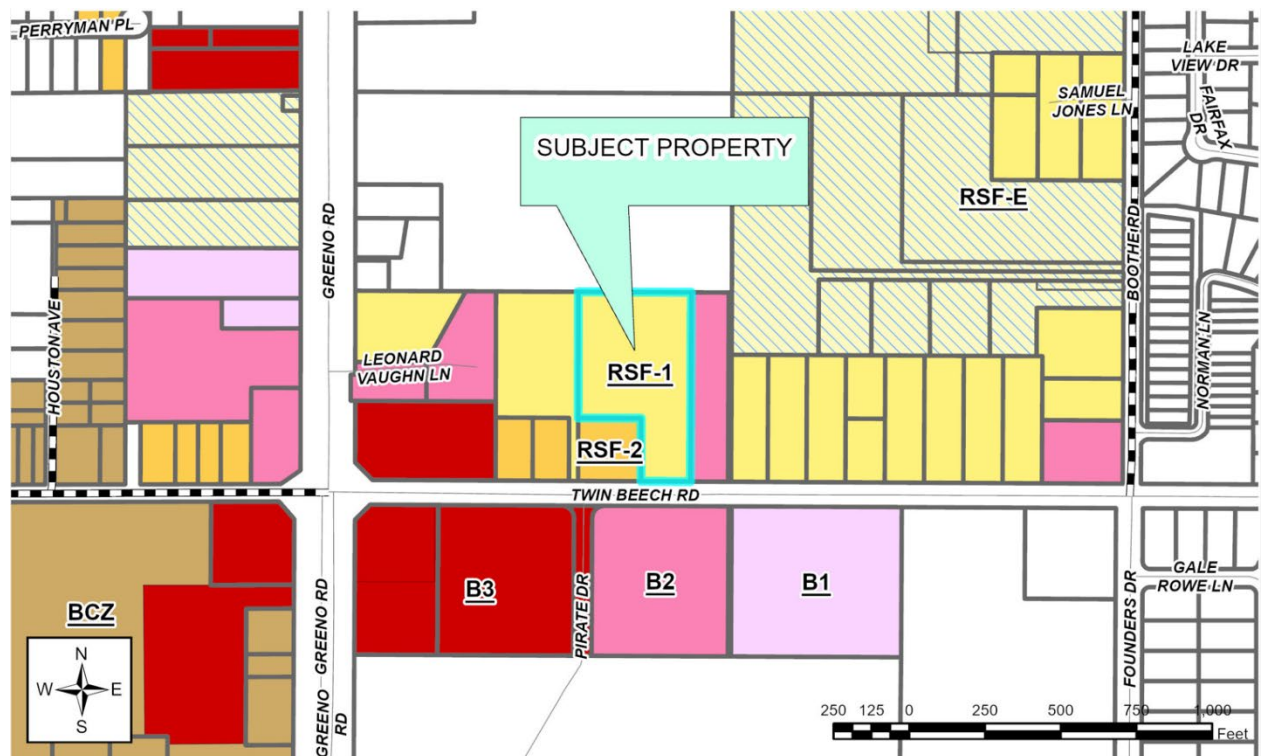 PERRYMAN PL
LAKE
VIEW DR
FAIRFAX
DR
SAMUEL
JONES LN
SUBJECT PROPERTY
RSF-E
GREENO RD
BOOTHE RD
HOUSTON AVE
NORMAN LN
LEONARD
VAUGHN LN
RSF-1
RSF-2
TWIN BEECH RD
B3
B2
B1
BCZ
PIRATE DR
GALE
ROWE LN
FOUNDERS DR
GREENO RD
GREENO
RD
N
W E
S
250 125 0 250 500 750 1,000
Feet